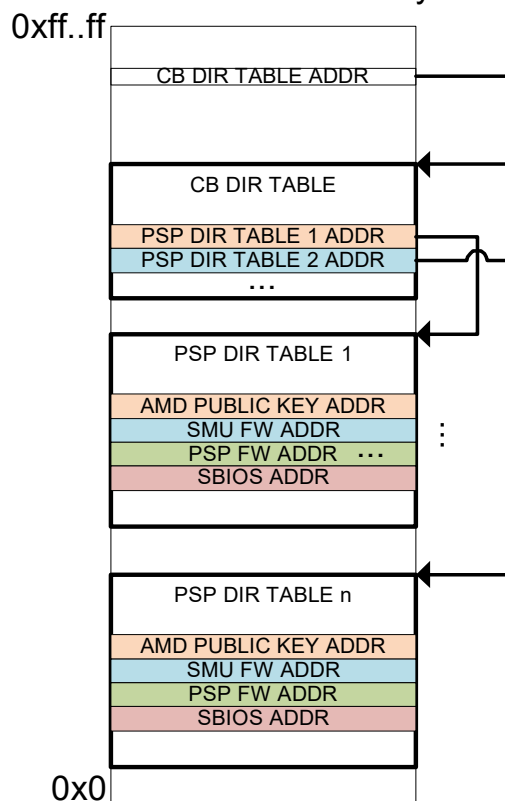 0xff..ff
CB DIR TABLE ADDR
CB DIR TABLE
PSP DIR TABLE 1 ADDR
PSP DIR TABLE 2 ADDR
...
PSP DIR TABLE 1
AMD PUBLIC KEY ADDR
SMU FW ADDR
PSP FW ADDR ...
SBIOS ADDR
⋮
PSP DIR TABLE n
AMD PUBLIC KEY ADDR
SMU FW ADDR
PSP FW ADDR
SBIOS ADDR
0x0